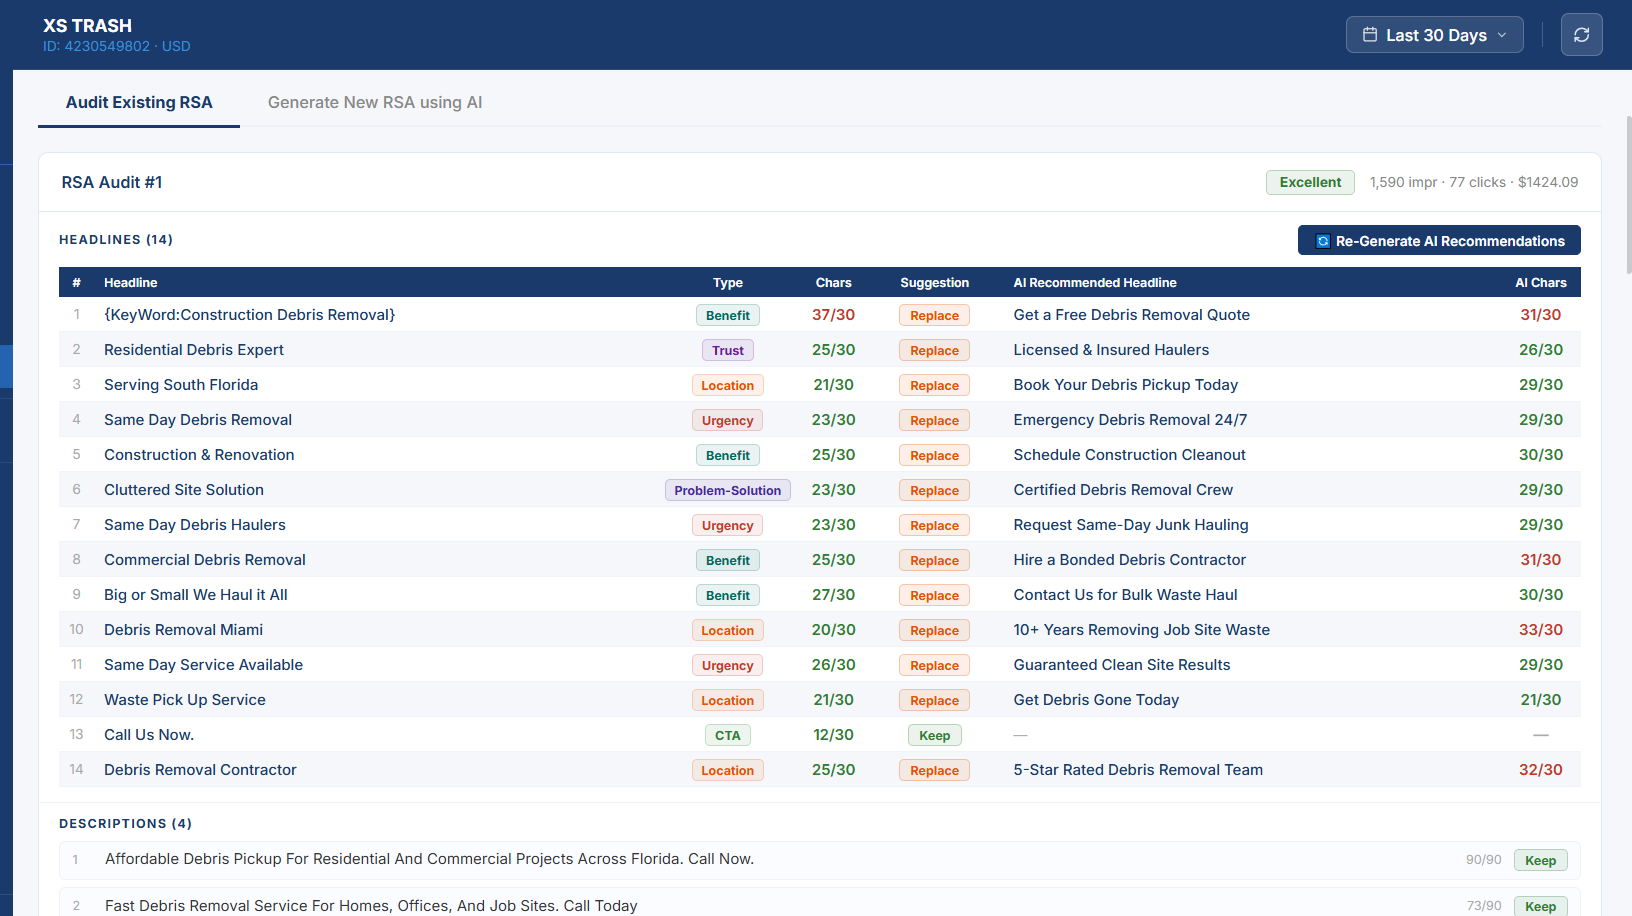 XS TRASH
ID: 4230549802 · USD
Last 30 Days
Audit Existing RSA
Generate New RSA using AI
RSA Audit #1
Excellent
1,590 impr · 77 clicks · $1424.09
HEADLINES (14)
Re-Generate AI Recommendations
# Headline Type Chars Suggestion AI Recommended Headline AI Chars
1 {KeyWord:Construction Debris Removal} Benefit 37/30 Replace Get a Free Debris Removal Quote 31/30
2 Residential Debris Expert Trust 25/30 Replace Licensed & Insured Haulers 26/30
3 Serving South Florida Location 21/30 Replace Book Your Debris Pickup Today 29/30
4 Same Day Debris Removal Urgency 23/30 Replace Emergency Debris Removal 24/7 29/30
5 Construction & Renovation Benefit 25/30 Replace Schedule Construction Cleanout 30/30
6 Cluttered Site Solution Problem-Solution 23/30 Replace Certified Debris Removal Crew 29/30
7 Same Day Debris Haulers Urgency 23/30 Replace Request Same-Day Junk Hauling 29/30
8 Commercial Debris Removal Benefit 25/30 Replace Hire a Bonded Debris Contractor 31/30
9 Big or Small We Haul it All Benefit 27/30 Replace Contact Us for Bulk Waste Haul 30/30
10 Debris Removal Miami Location 20/30 Replace 10+ Years Removing Job Site Waste 33/30
11 Same Day Service Available Urgency 26/30 Replace Guaranteed Clean Site Results 29/30
12 Waste Pick Up Service Location 21/30 Replace Get Debris Gone Today 21/30
13 Call Us Now. CTA 12/30 Keep — —
14 Debris Removal Contractor Location 25/30 Replace 5-Star Rated Debris Removal Team 32/30
DESCRIPTIONS (4)
1 Affordable Debris Pickup For Residential And Commercial Projects Across Florida. Call Now. 90/90 Keep
2 Fast Debris Removal Service For Homes, Offices, And Job Sites. Call Today 73/90 Keep